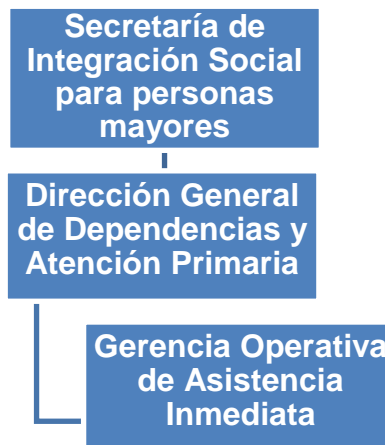 Secretaría de
Integración Social
para personas
mayores
Dirección General
de Dependencias y
Atención Primaria
Gerencia Operativa
de Asistencia
Inmediata